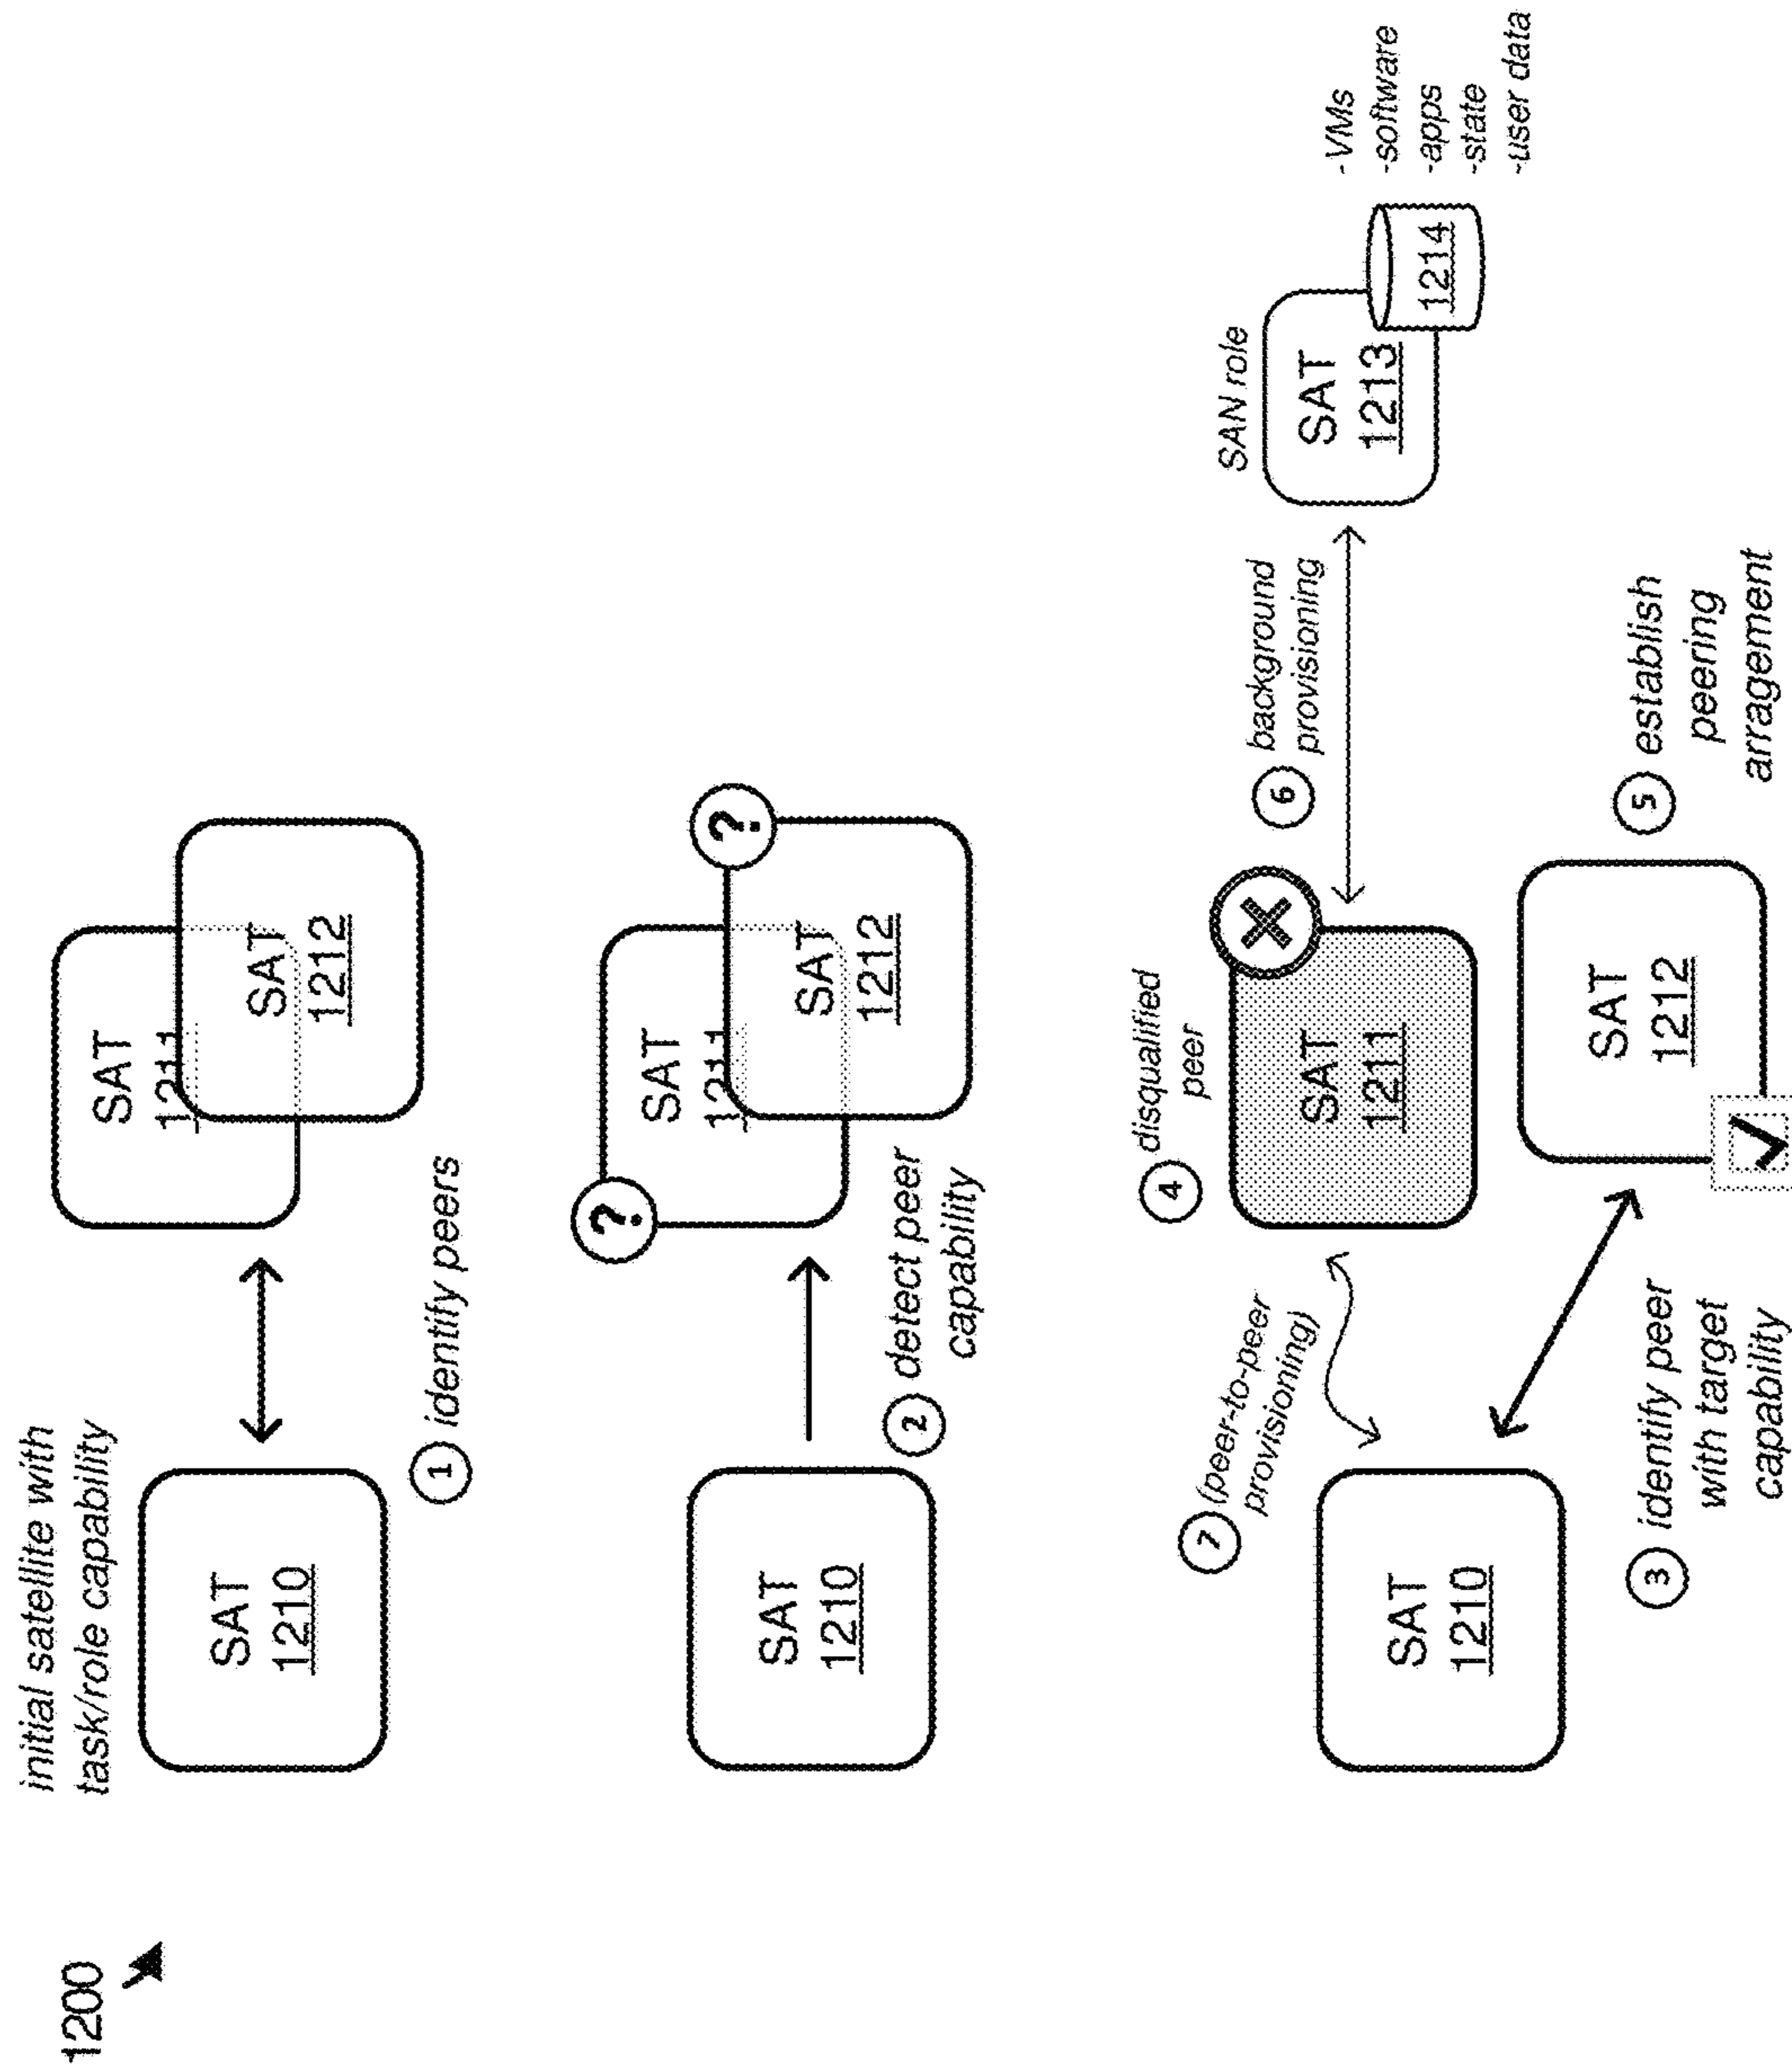 1200
initial satellite with
task/role capability
SAT
1210
1 identify peers
SAT
1211
SAT
1212
SAT
1210
2 detect peer
capability
?
SAT
1211
?
SAT
1212
SAT
1210
7 (peer-to-peer
provisioning)
3 identify peer
with target
capability
4 disqualified
peer
SAT
1211
SAT
1212
5 establish
peering
arragement
6 background
provisioning
SAN role
SAT
1213
1214
-VMs
-software
-apps
-state
-user data